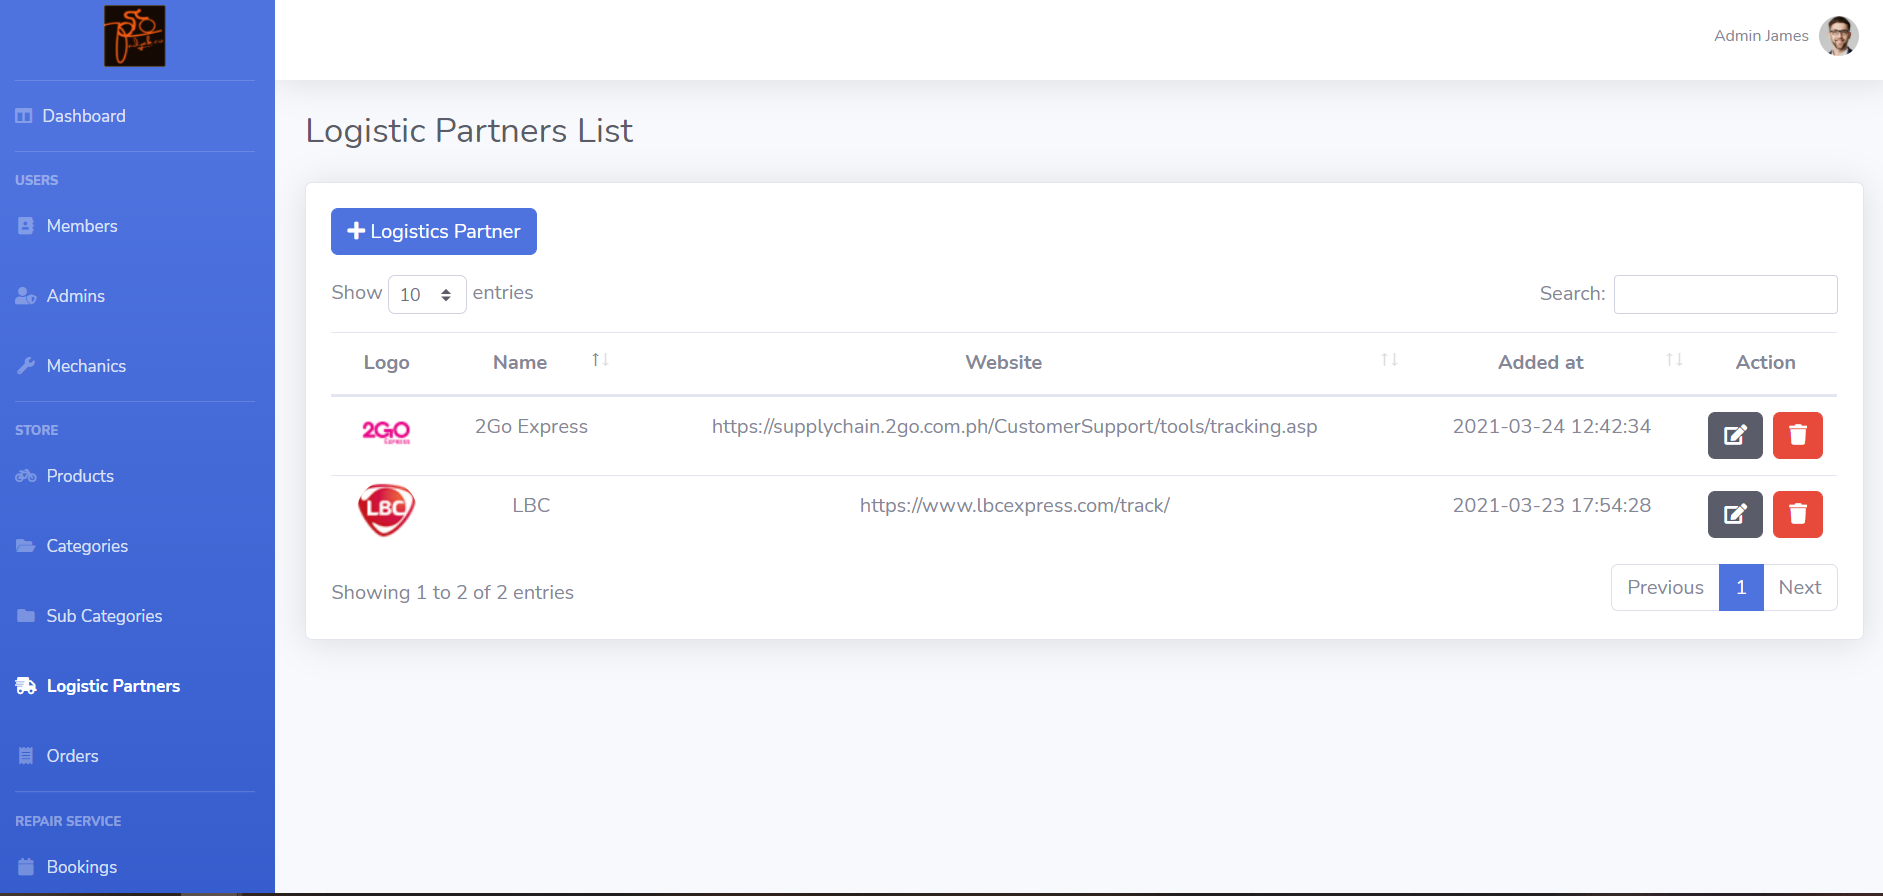 Admin James
Dashboard
USERS
Members
Admins
Mechanics
STORE
Products
Categories
Sub Categories
Logistic Partners
Orders
REPAIR SERVICE
Bookings
Logistic Partners List
Logistics Partner
Show 10 entries
Search:
Logo Name Website Added at Action
2GO EXPRESS 2Go Express https://supplychain.2go.com.ph/CustomerSupport/tools/tracking.asp 2021-03-24 12:42:34
LBC LBC https://www.lbcexpress.com/track/ 2021-03-23 17:54:28
Showing 1 to 2 of 2 entries
Previous 1 Next